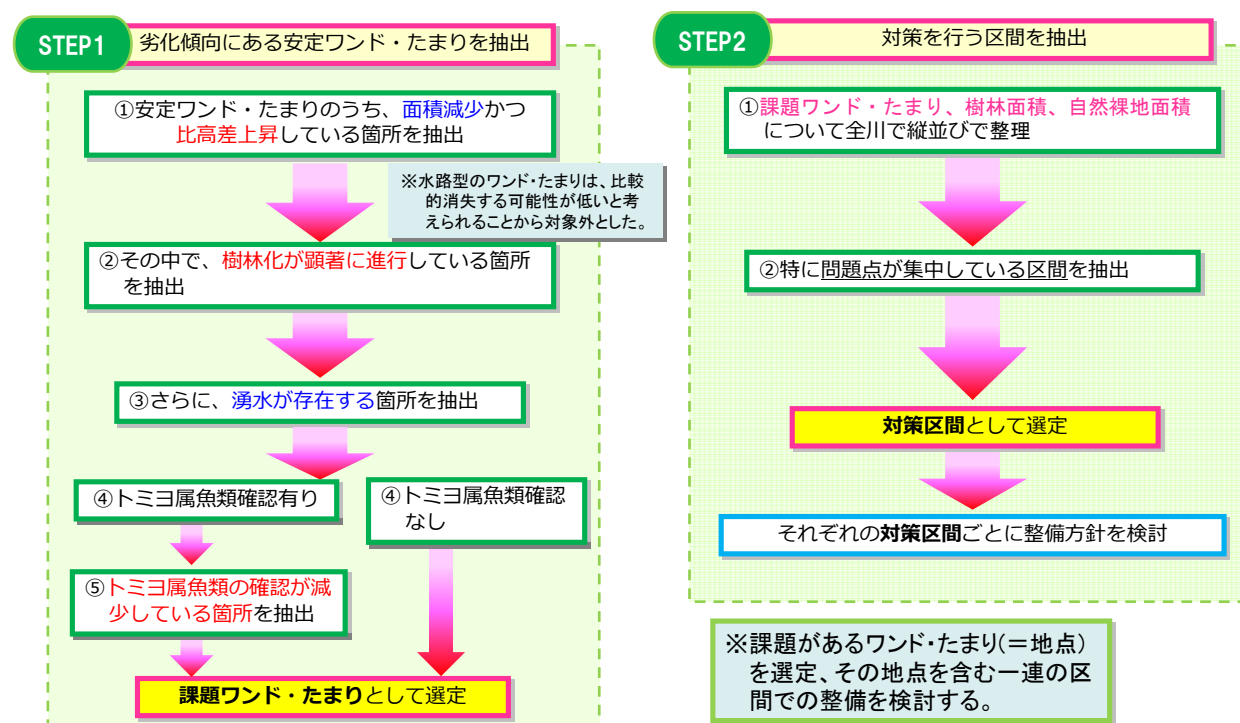 STEP1
劣化傾向にある安定ワンド・たまりを抽出
①安定ワンド・たまりのうち、面積減少かつ
比高差上昇している箇所を抽出
※水路型のワンド・たまりは、比較
的消失する可能性が低いと考
えられることから対象外とした。
②その中で、樹林化が顕著に進行している箇所
を抽出
③さらに、湧水が存在する箇所を抽出
④トミヨ属魚類確認有り
④トミヨ属魚類確認
なし
⑤トミヨ属魚類の確認が減
少している箇所を抽出
課題ワンド・たまりとして選定
STEP2
対策を行う区間を抽出
①課題ワンド・たまり、樹林面積、自然裸地面積
について全川で縦並びで整理
②特に問題点が集中している区間を抽出
対策区間として選定
それぞれの対策区間ごとに整備方針を検討
※課題があるワンド・たまり(＝地点)
を選定、その地点を含む一連の区
間での整備を検討する。